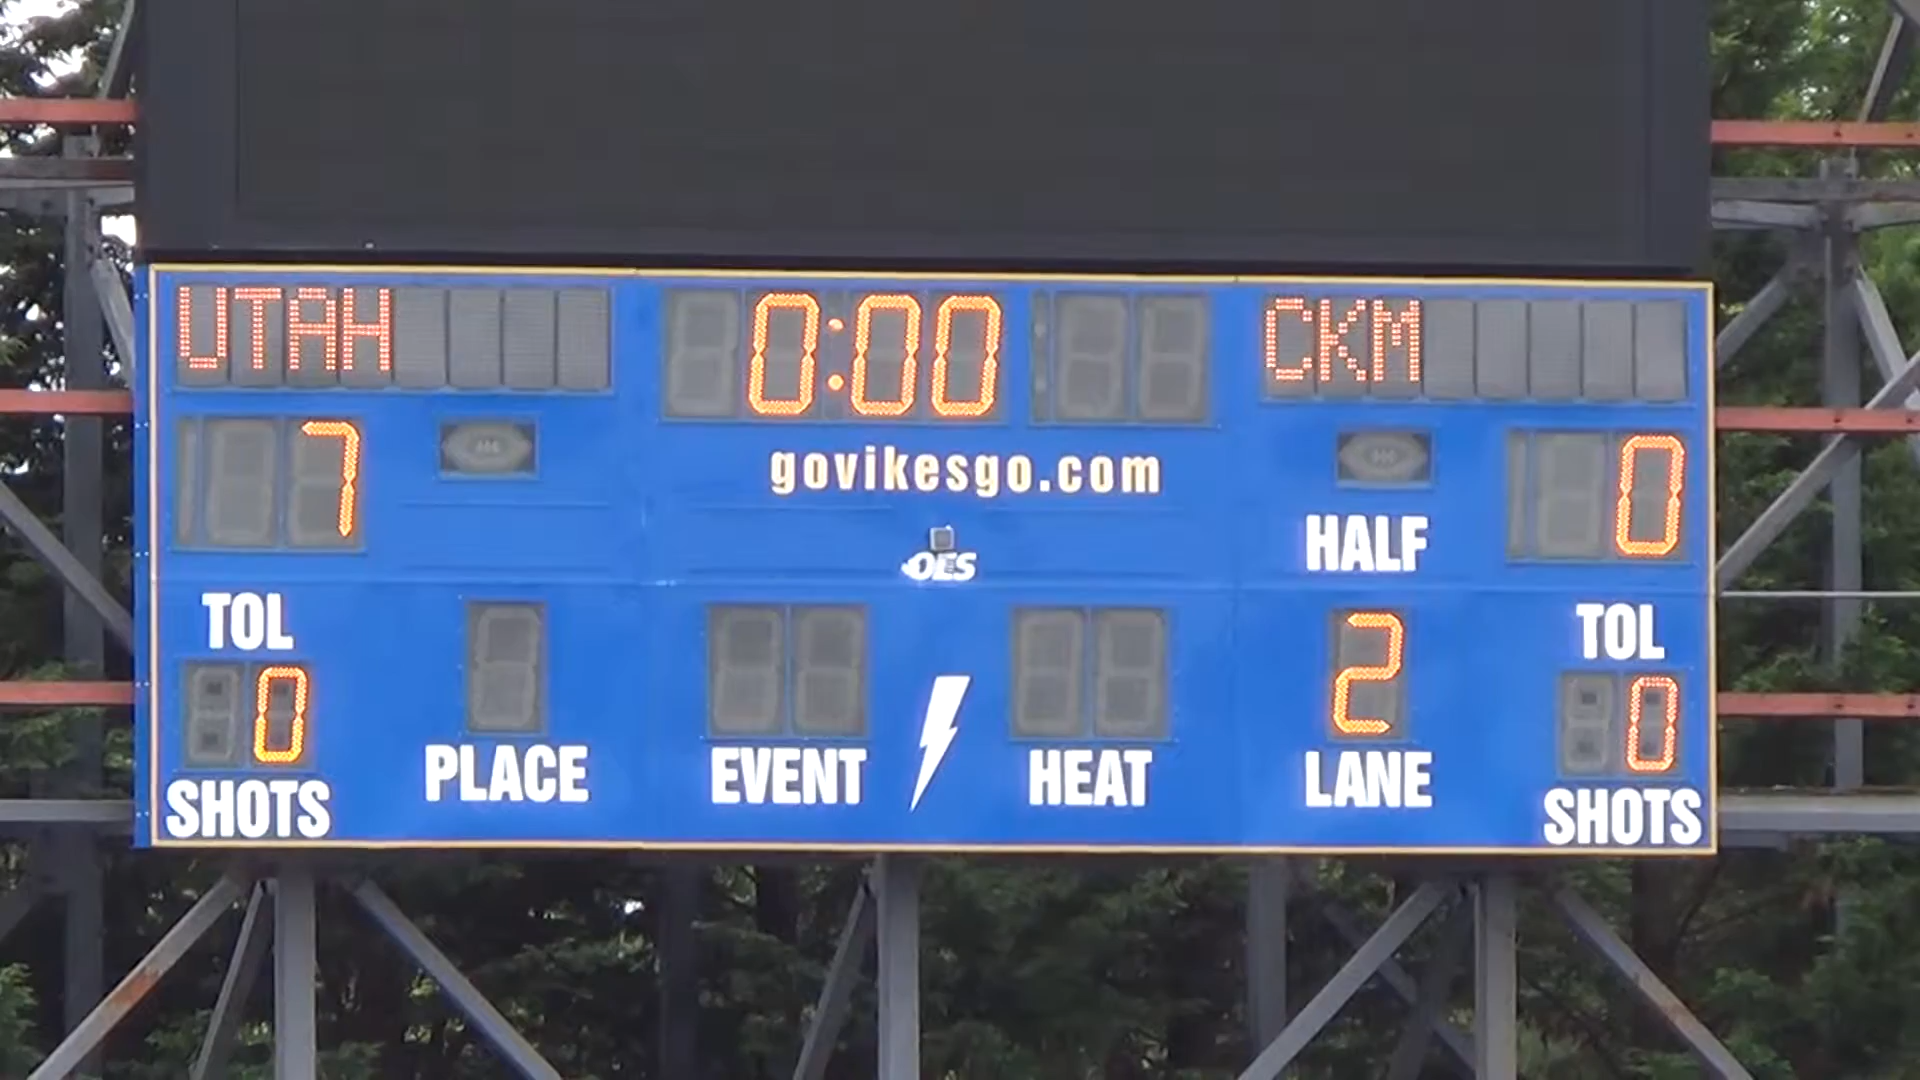 UTAH 0:00 CKM
7 govikesgo.com 0
OES HALF
TOL TOL
0 2 0
SHOTS PLACE EVENT HEAT LANE SHOTS